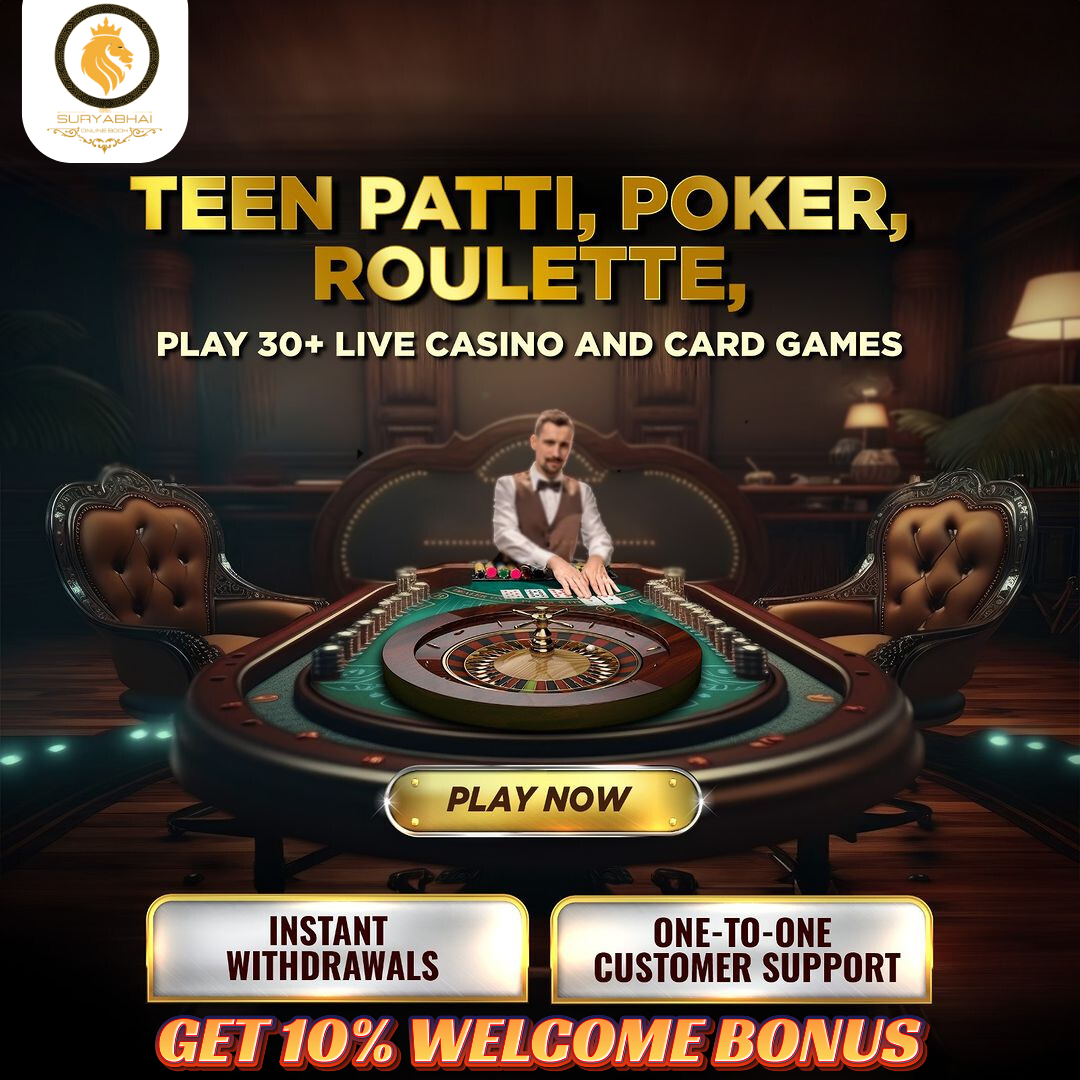 SURYABHAI
ONLINE BOOK
TEEN PATTI, POKER,
ROULETTE,
PLAY 30+ LIVE CASINO AND CARD GAMES
PLAY NOW
INSTANT
WITHDRAWALS
ONE-TO-ONE
CUSTOMER SUPPORT
GET 10% WELCOME BONUS